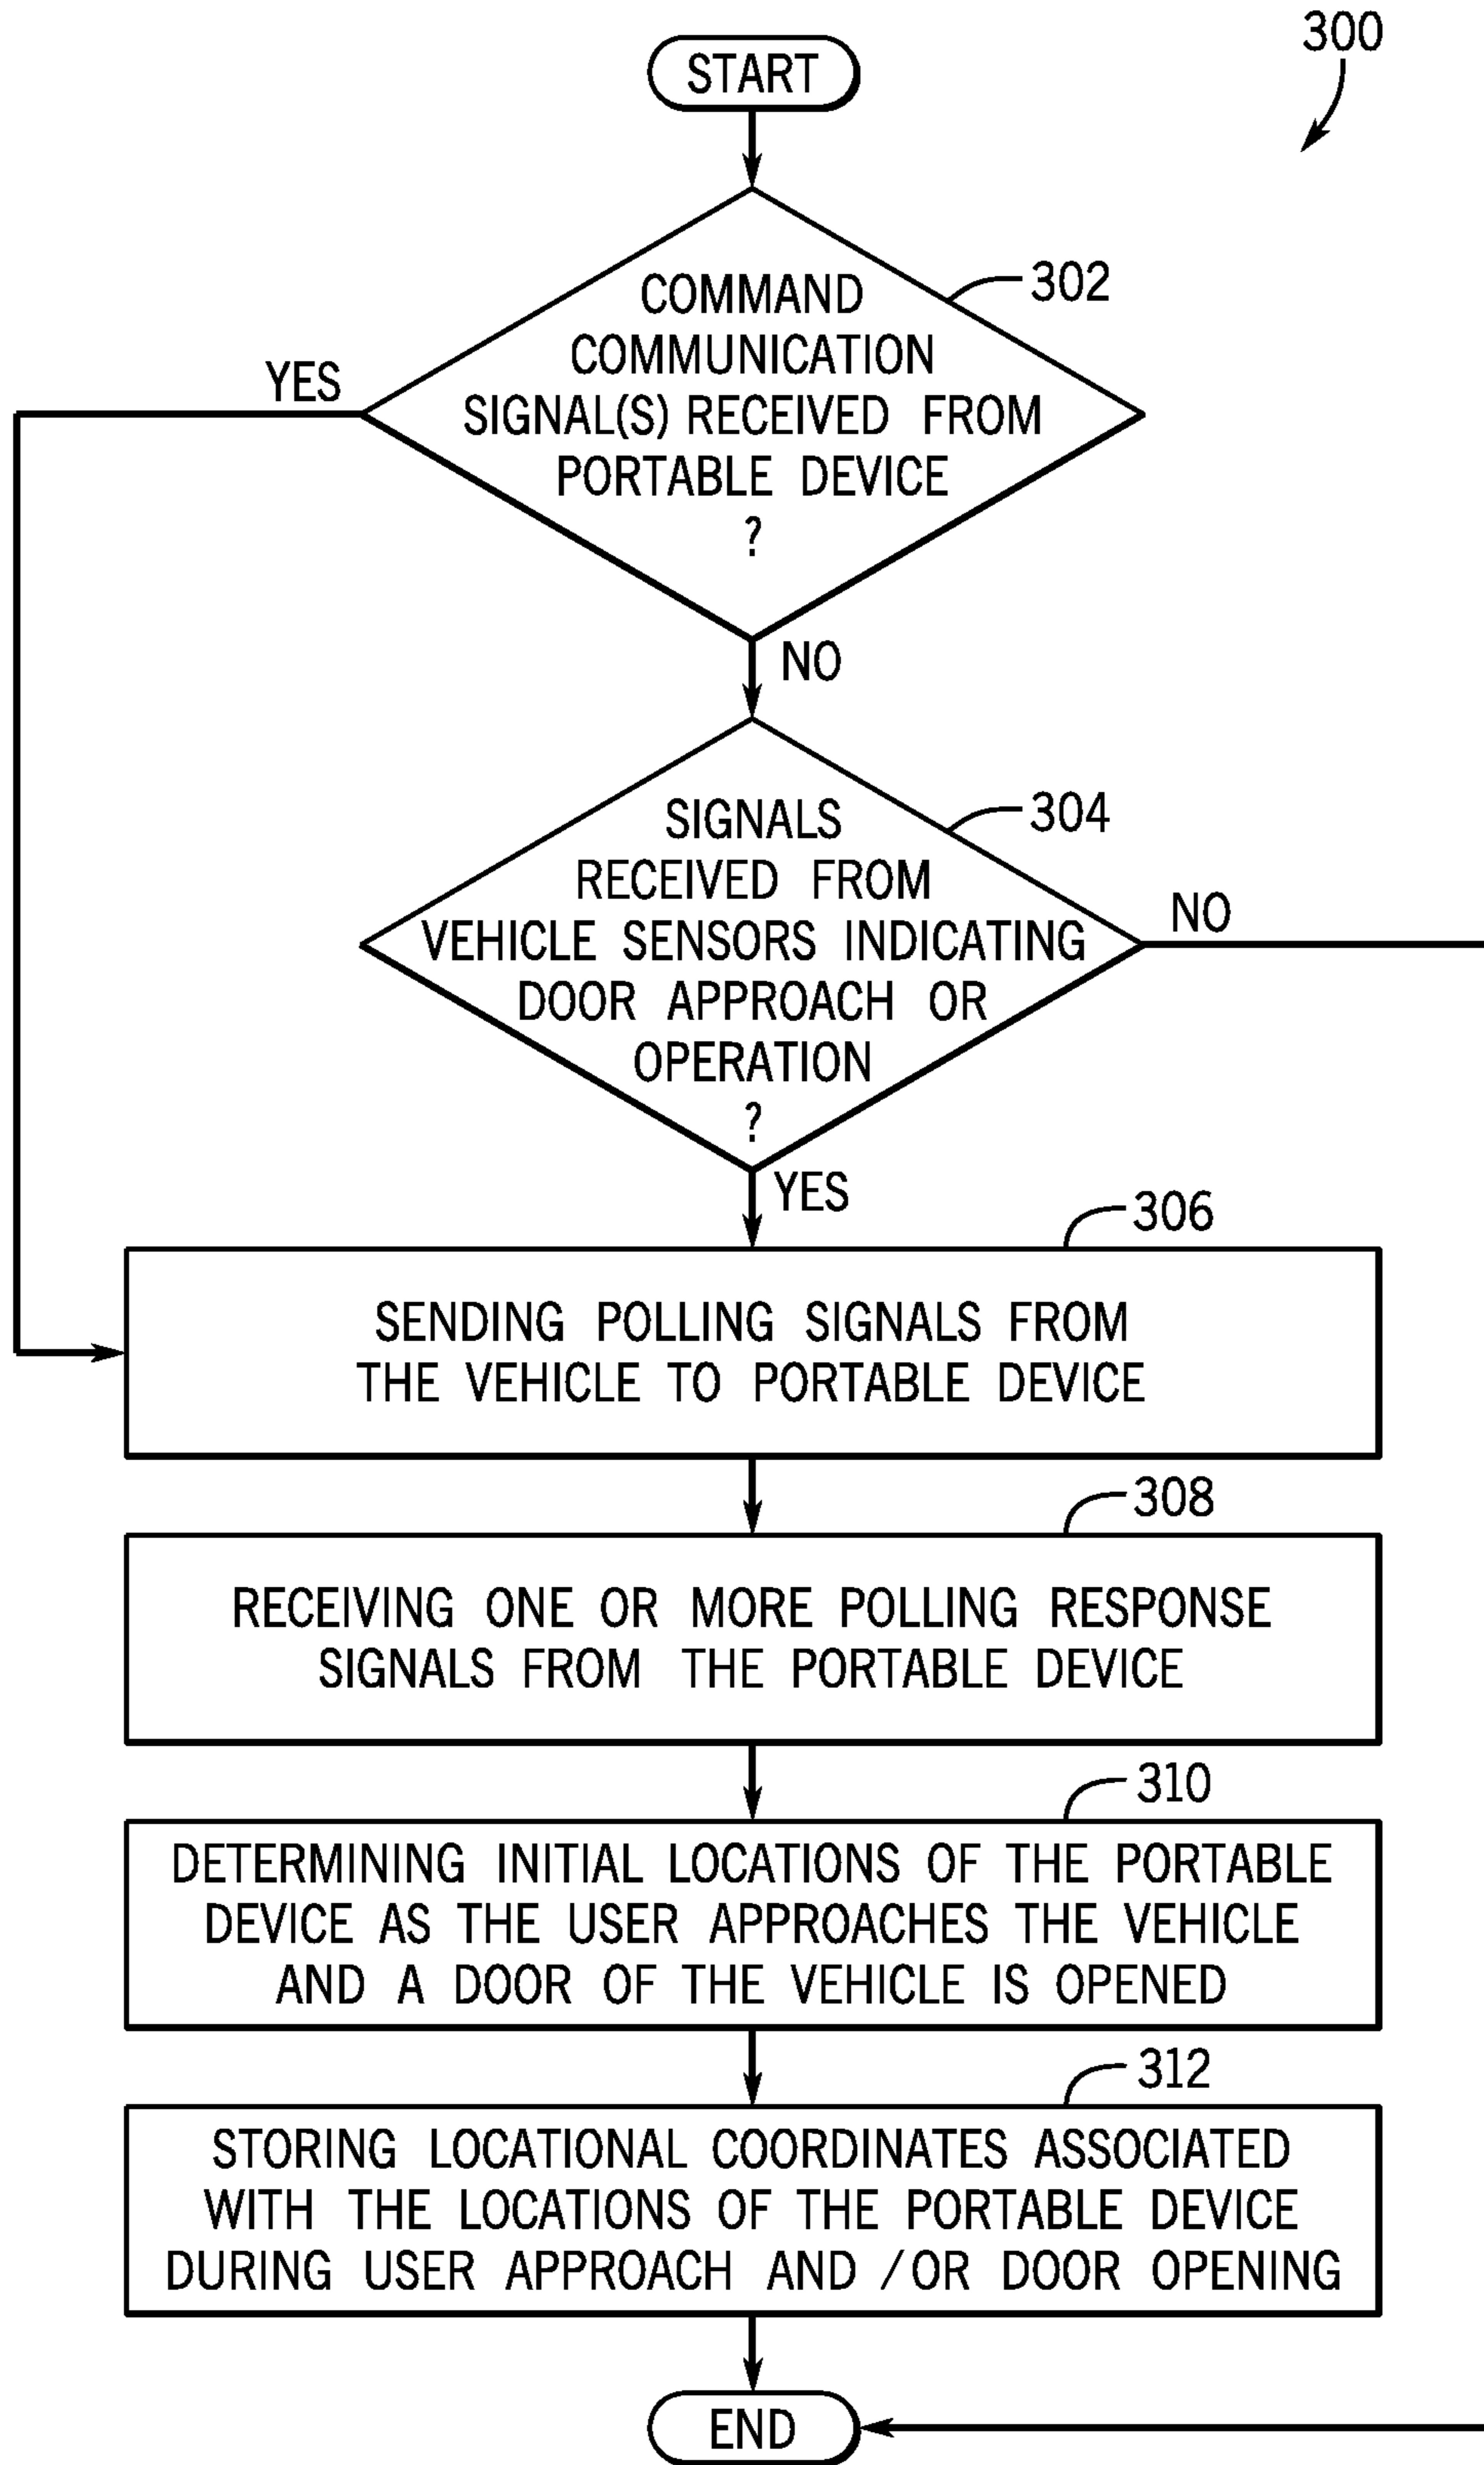 300
START
COMMAND
COMMUNICATION
SIGNAL(S) RECEIVED FROM
PORTABLE DEVICE
?
302
YES
NO
SIGNALS
RECEIVED FROM
VEHICLE SENSORS INDICATING
DOOR APPROACH OR
OPERATION
?
304
NO
YES
306
SENDING POLLING SIGNALS FROM
THE VEHICLE TO PORTABLE DEVICE
308
RECEIVING ONE OR MORE POLLING RESPONSE
SIGNALS FROM THE PORTABLE DEVICE
310
DETERMINING INITIAL LOCATIONS OF THE PORTABLE
DEVICE AS THE USER APPROACHES THE VEHICLE
AND A DOOR OF THE VEHICLE IS OPENED
312
STORING LOCATIONAL COORDINATES ASSOCIATED
WITH THE LOCATIONS OF THE PORTABLE DEVICE
DURING USER APPROACH AND /OR DOOR OPENING
END